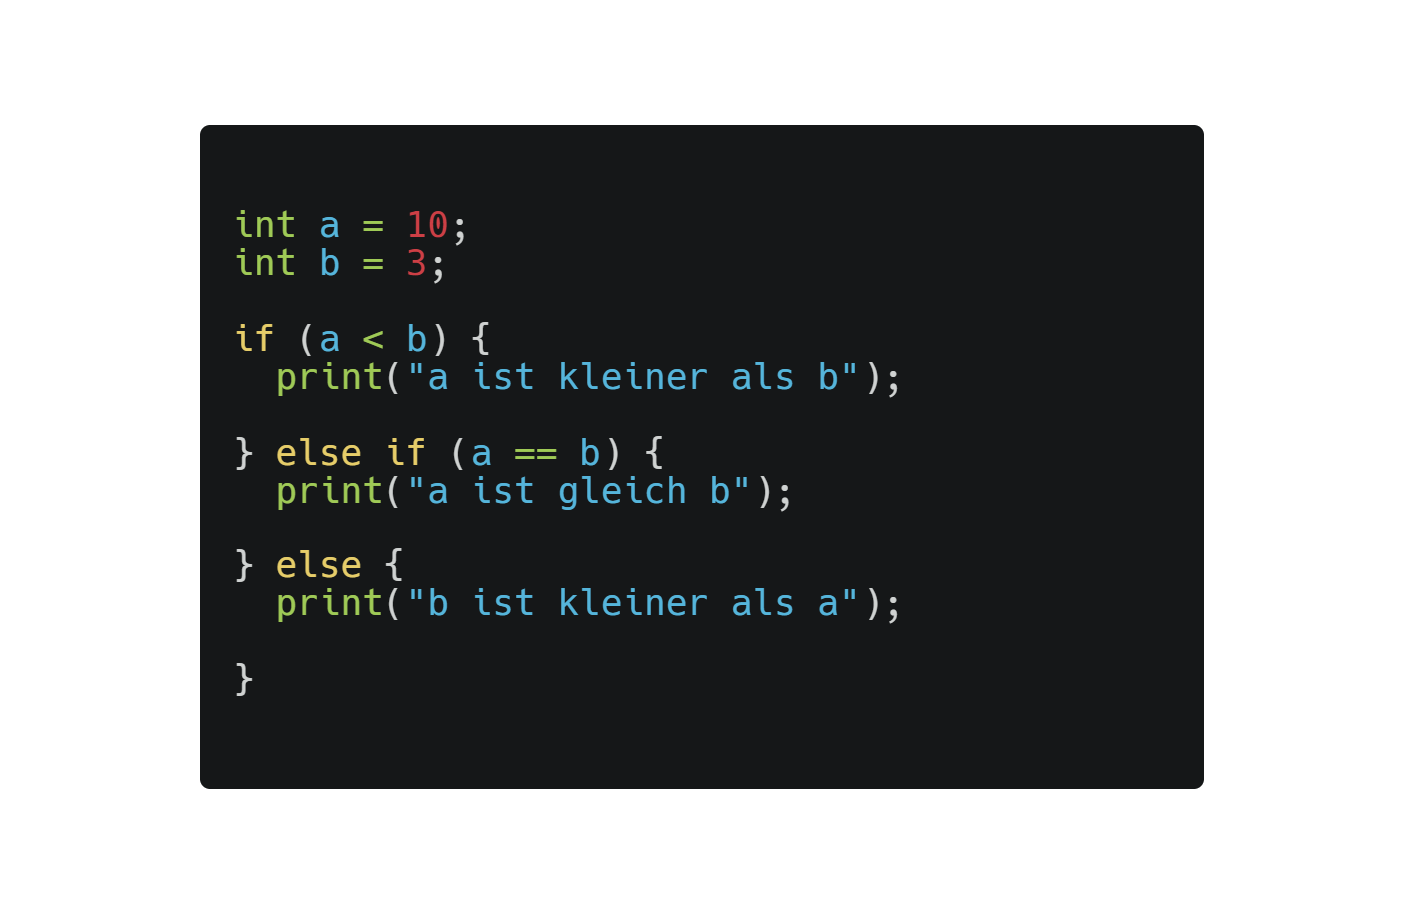 int a = 10;
int b = 3;
if (a < b) {
  print("a ist kleiner als b");
} else if (a == b) {
  print("a ist gleich b");
} else {
  print("b ist kleiner als a");
}